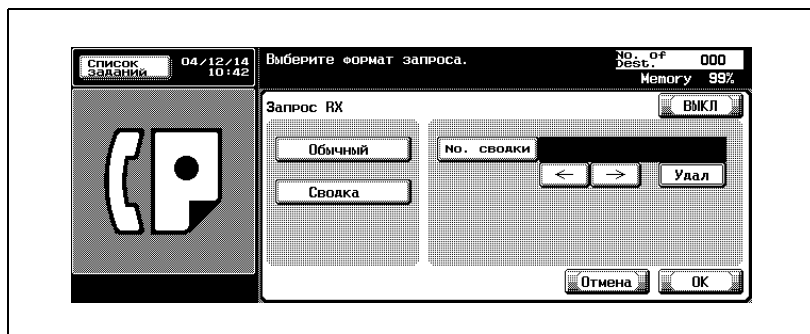 Список заданий
04/12/14
10:42
Выберите формат запроса.
No. of Dest.
000
Memory 99%
Запрос RX
ВЫКЛ
Обычный
No. сводки
← →
Удал
Сводка
Отмена
OK